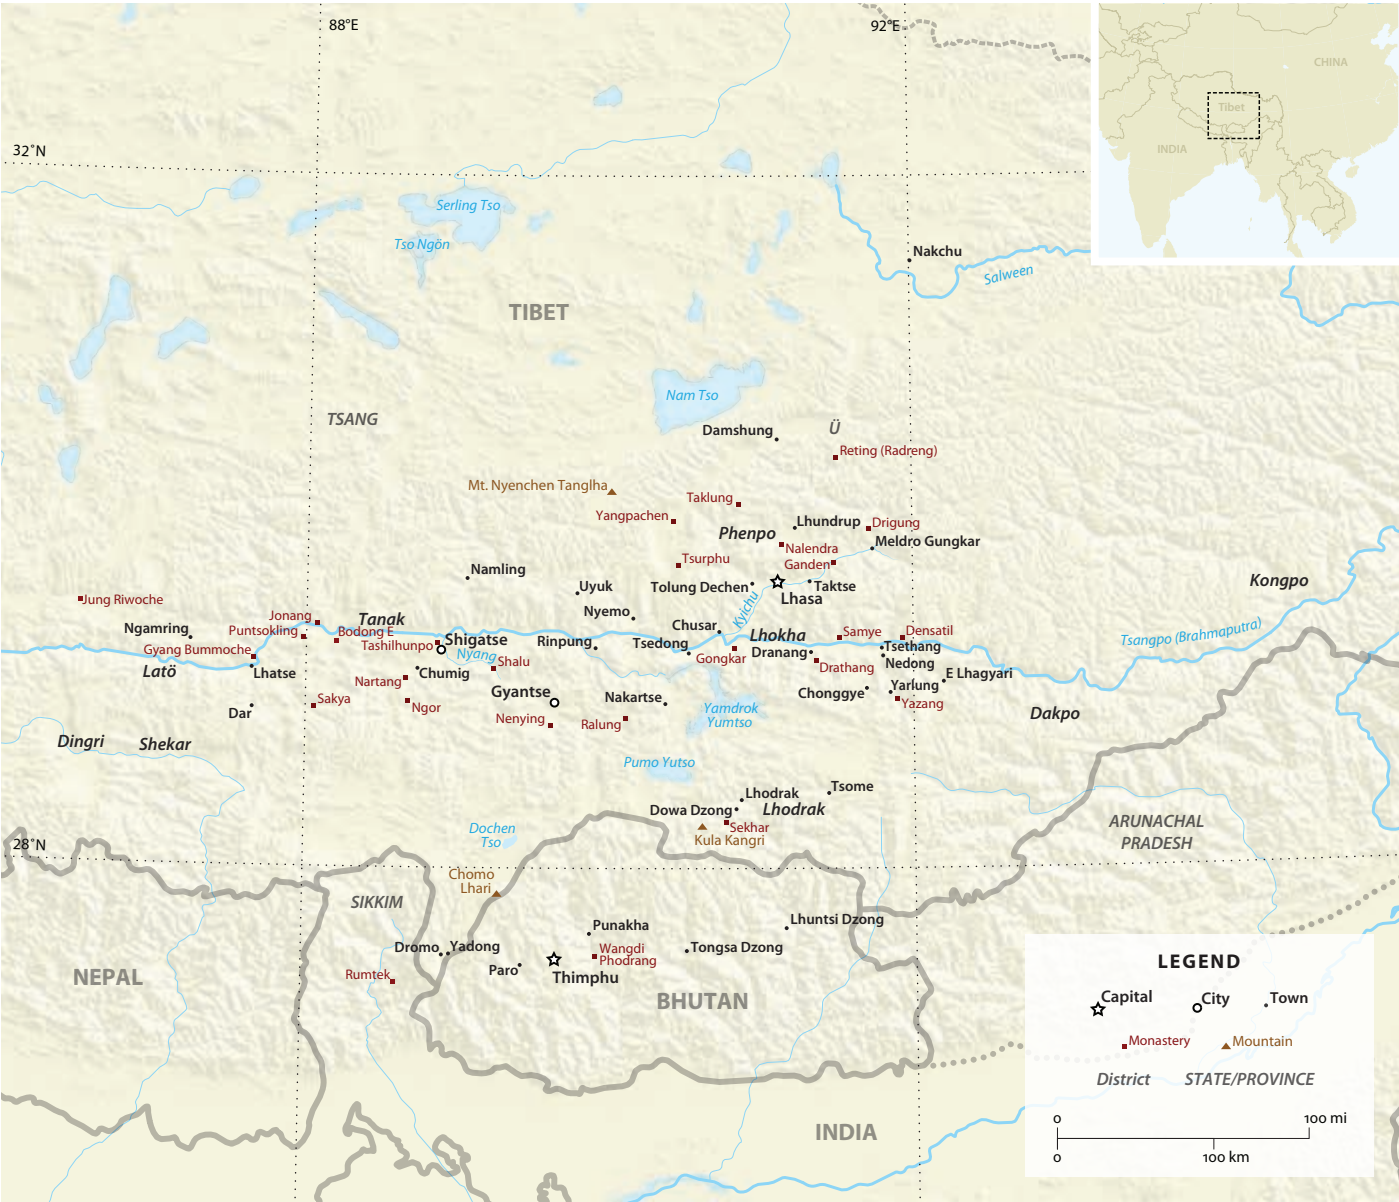 88°E
92°E
CHINA
Tibet
INDIA
32°N
Serling Tso
Tso Ngön
Nakchu
Salween
TIBET
Nam Tso
TSANG
Damshung
Ü
Reting (Radreng)
Mt. Nyenchen Tanglha
Taklung
Yangpachen
Phenpo
Lhundrup
Drigung
Meldro Gungkar
Nalendra
Ganden
Tsurphu
Namling
Uyuk
Tolung Dechen
Taktse
Lhasa
Kongpo
Jung Riwoche
Nyemo
Kyichu
Jonang
Tanak
Ngamring
Puntsokling
Bodong E
Chusar
Lhokha
Samye
Densatil
Tsangpo (Brahmaputra)
Gyang Bummoche
Tashilhunpo
Shigatse
Nyang
Rinpung
Tsedong
Gongkar
Dranang
Tsethang
Nedong
Latö
Lhatse
Chumig
Shalu
Drathang
E Lhagyari
Nartang
Gyantse
Nakartse
Chonggye
Yarlung
Yazang
Sakya
Ngor
Dar
Nenying
Ralung
Yamdrok
Yumtso
Dakpo
Dingri
Shekar
Pumo Yutso
Tsome
Lhodrak
Dowa Dzong
Lhodrak
Sekhar
Kula Kangri
Dochen
Tso
ARUNACHAL
PRADESH
28°N
Chomo
Lhari
SIKKIM
Punakha
Lhuntsi Dzong
Dromo
Yadong
Wangdi
Phodrang
Tongsa Dzong
Paro
Thimphu
Rumtek
NEPAL
BHUTAN
INDIA
LEGEND
Capital
City
Town
Monastery
Mountain
District
STATE/PROVINCE
0
100 mi
0
100 km